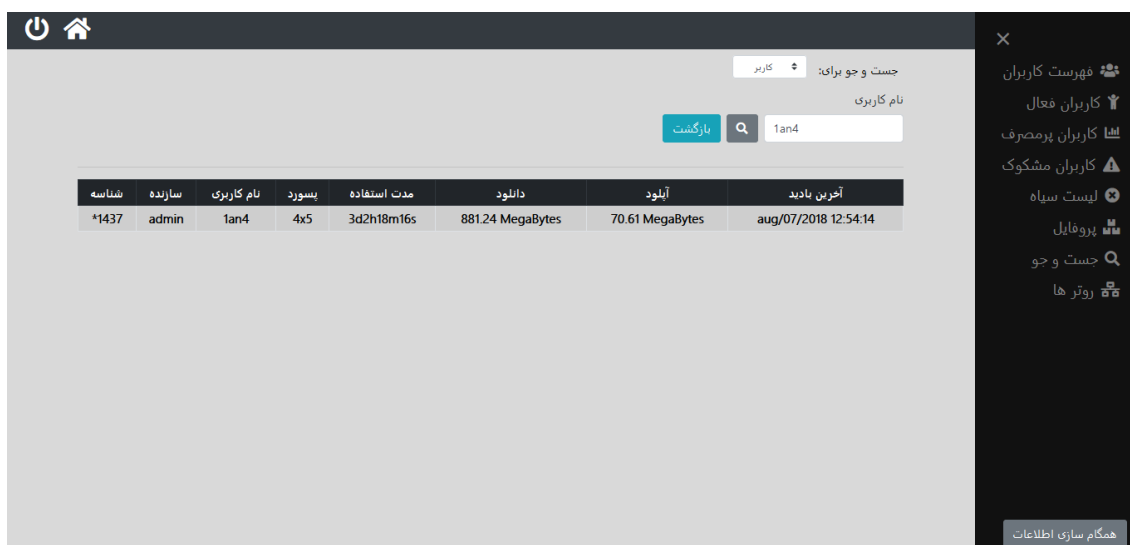 فهرست کاربران
کاربران فعال
کاربران پرمصرف
کاربران مشکوک
لیست سیاه
پروفایل
جست و جو
روتر ها
همگام سازی اطلاعات
جست و جو برای: کاربر
نام کاربری
1an4 بازگشت
شناسه سازنده نام کاربری پسورد مدت استفاده دانلود آپلود آخرین بادید
*1437 admin 1an4 4x5 3d2h18m16s 881.24 MegaBytes 70.61 MegaBytes aug/07/2018 12:54:14